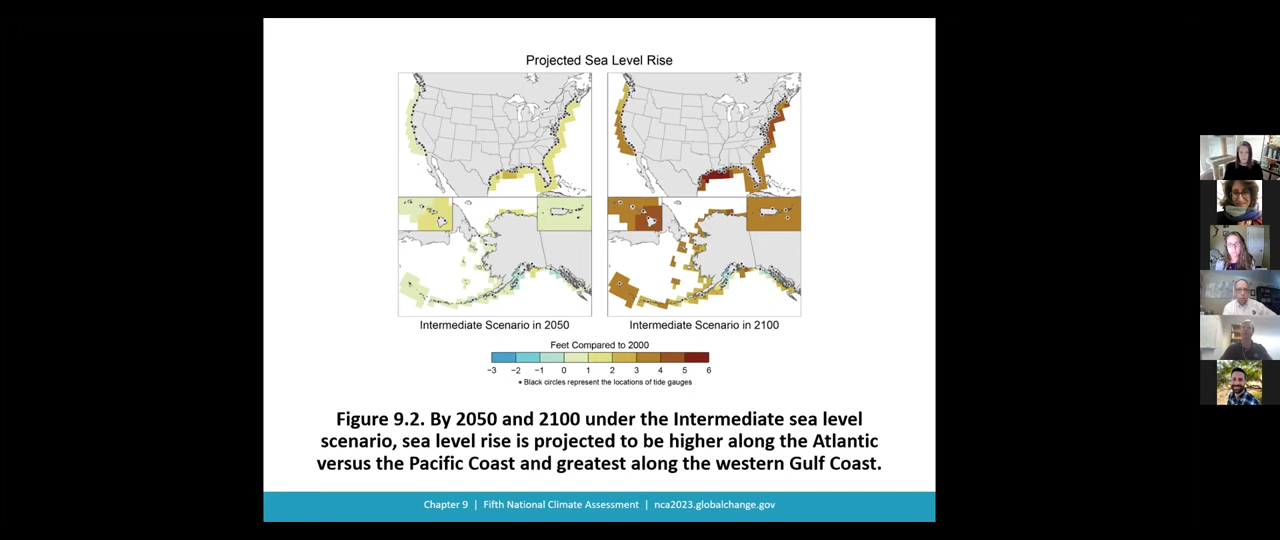 Projected Sea Level Rise
Intermediate Scenario in 2050
Intermediate Scenario in 2100
Feet Compared to 2000
−3 −2 −1 0 1 2 3 4 5 6
• Black circles represent the locations of tide gauges
Figure 9.2. By 2050 and 2100 under the Intermediate sea level
scenario, sea level rise is projected to be higher along the Atlantic
versus the Pacific Coast and greatest along the western Gulf Coast.
Chapter 9 | Fifth National Climate Assessment | nca2023.globalchange.gov